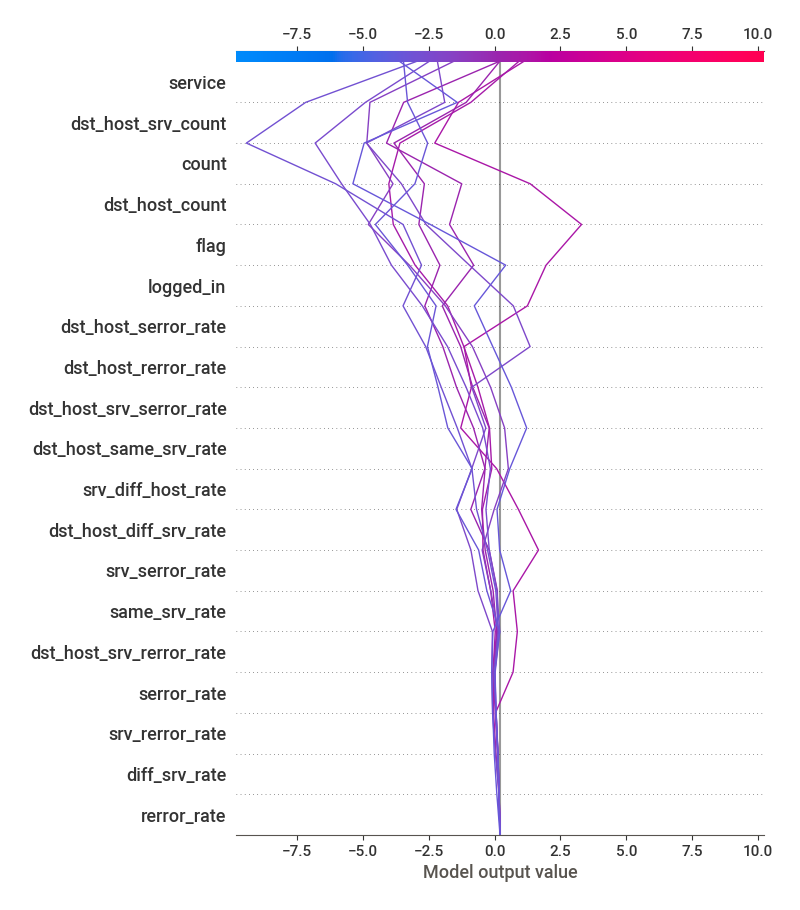 −7.5 −5.0 −2.5 0.0 2.5 5.0 7.5 10.0
service
dst_host_srv_count
count
dst_host_count
flag
logged_in
dst_host_serror_rate
dst_host_rerror_rate
dst_host_srv_serror_rate
dst_host_same_srv_rate
srv_diff_host_rate
dst_host_diff_srv_rate
srv_serror_rate
same_srv_rate
dst_host_srv_rerror_rate
serror_rate
srv_rerror_rate
diff_srv_rate
rerror_rate
−7.5 −5.0 −2.5 0.0 2.5 5.0 7.5 10.0
Model output value